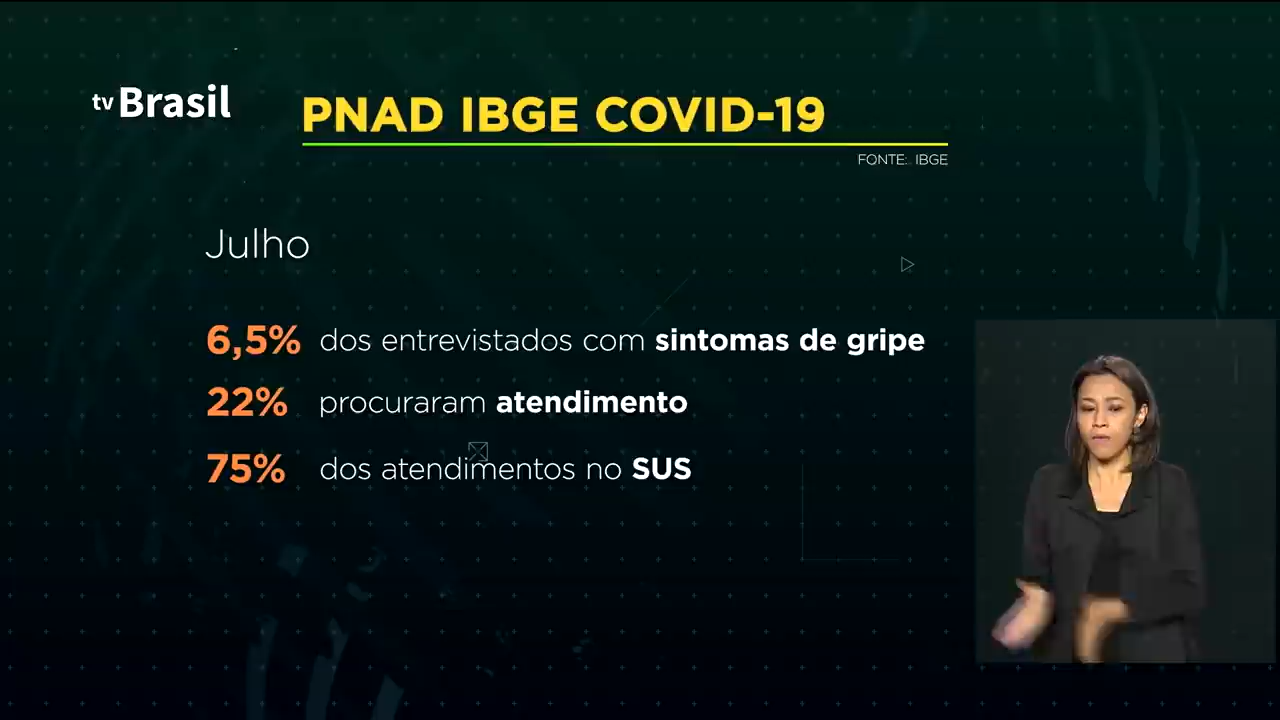 tv Brasil
PNAD IBGE COVID-19
FONTE: IBGE
Julho
6,5% dos entrevistados com sintomas de gripe
22% procuraram atendimento
75% dos atendimentos no SUS